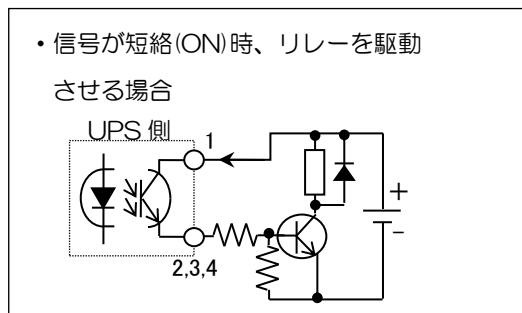 ・信号が短絡(ON)時、リレーを駆動
させる場合
UPS 側
1
+
-
2,3,4